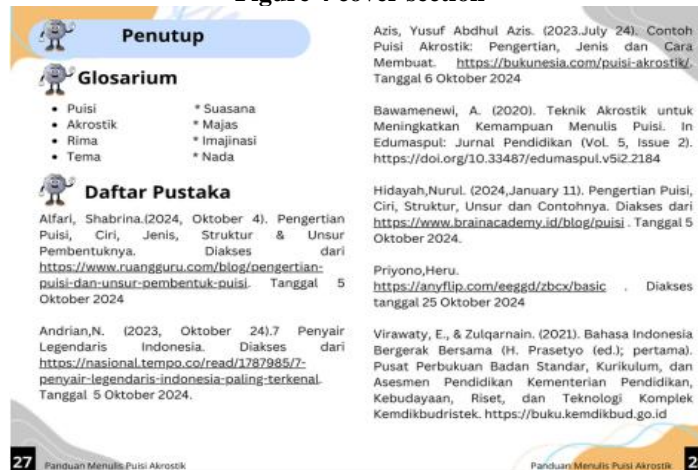 Figure 4 cover section
Penutup
Glosarium
• Puisi
• Akrostik
• Rima
• Tema
* Suasana
* Majas
* Imajinasi
* Nada
Daftar Pustaka
Alfari, Shabrina.(2024, Oktober 4). Pengertian
Puisi, Ciri, Jenis, Struktur & Unsur
Pembentuknya. Diakses dari
https://www.ruangguru.com/blog/pengertian-
puisi-dan-unsur-pembentuk-puisi. Tanggal 5
Oktober 2024
Andrian,N. (2023, Oktober 24).7 Penyair
Legendaris Indonesia. Diakses dari
https://nasional.tempo.co/read/1787985/7-
penyair-legendaris-indonesia-paling-terkenal.
Tanggal 5 Oktober 2024.
27 Panduan Menulis Puisi Akrostik
Azis, Yusuf Abdhul Azis. (2023.July 24). Contoh
Puisi Akrostik: Pengertian, Jenis dan Cara
Membuat. https://bukunesia.com/puisi-akrostik/.
Tanggal 6 Oktober 2024
Bawamenewi, A. (2020). Teknik Akrostik untuk
Meningkatkan Kemampuan Menulis Puisi. In
Edumaspul: Jurnal Pendidikan (Vol. 5, Issue 2).
https://doi.org/10.33487/edumaspul.v5i2.2184
Hidayah,Nurul. (2024,January 11). Pengertian Puisi,
Ciri, Struktur, Unsur dan Contohnya. Diakses dari
https://www.brainacademy.id/blog/puisi . Tanggal 5
Oktober 2024.
Priyono,Heru.
https://anyflip.com/eeggd/zbcx/basic . Diakses
tanggal 25 Oktober 2024
Virawaty, E., & Zulqarnain. (2021). Bahasa Indonesia
Bergerak Bersama (H. Prasetyo (ed.); pertama).
Pusat Perbukuan Badan Standar, Kurikulum, dan
Asesmen Pendidikan Kementerian Pendidikan,
Kebudayaan, Riset, dan Teknologi Komplek
Kemdikbudristek. https://buku.kemdikbud.go.id
Panduan Menulis Puisi Akrostik